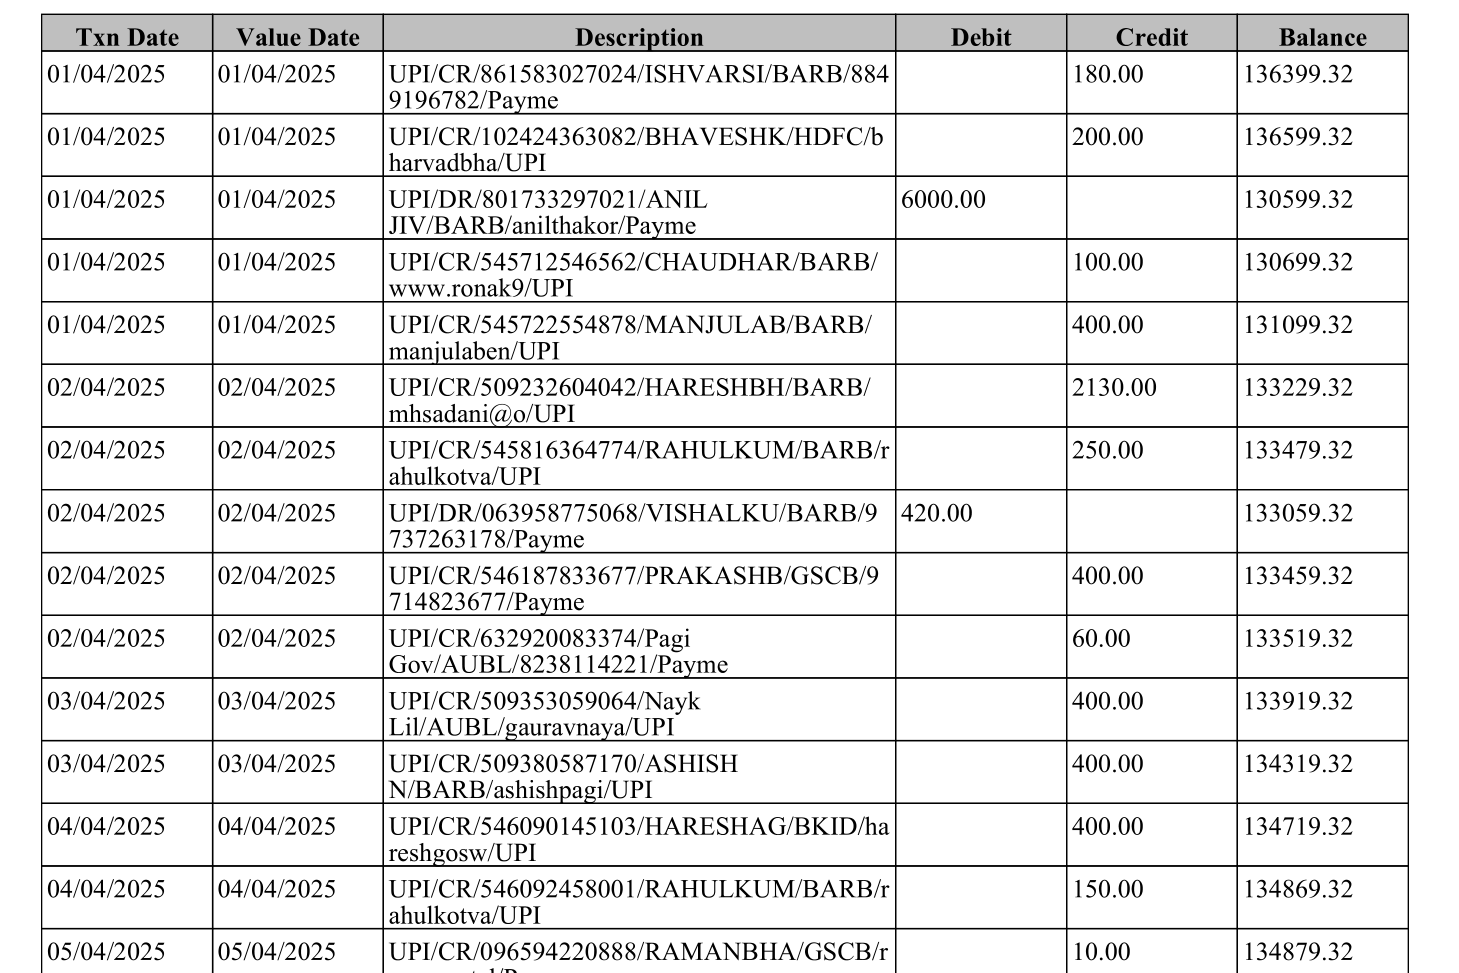 Txn Date Value Date Description Debit Credit Balance
01/04/2025 01/04/2025 UPI/CR/861583027024/ISHVARSI/BARB/884 180.00 136399.32
9196782/Payme
01/04/2025 01/04/2025 UPI/CR/102424363082/BHAVESHK/HDFC/b 200.00 136599.32
harvadbha/UPI
01/04/2025 01/04/2025 UPI/DR/801733297021/ANIL 6000.00 130599.32
JIV/BARB/anilthakor/Payme
01/04/2025 01/04/2025 UPI/CR/545712546562/CHAUDHAR/BARB/ 100.00 130699.32
www.ronak9/UPI
01/04/2025 01/04/2025 UPI/CR/545722554878/MANJULAB/BARB/ 400.00 131099.32
manjulaben/UPI
02/04/2025 02/04/2025 UPI/CR/509232604042/HARESHBH/BARB/ 2130.00 133229.32
mhsadani@o/UPI
02/04/2025 02/04/2025 UPI/CR/545816364774/RAHULKUM/BARB/r 250.00 133479.32
ahulkotva/UPI
02/04/2025 02/04/2025 UPI/DR/063958775068/VISHALKU/BARB/9 420.00 133059.32
737263178/Payme
02/04/2025 02/04/2025 UPI/CR/546187833677/PRAKASHB/GSCB/9 400.00 133459.32
714823677/Payme
02/04/2025 02/04/2025 UPI/CR/632920083374/Pagi 60.00 133519.32
Gov/AUBL/8238114221/Payme
03/04/2025 03/04/2025 UPI/CR/509353059064/Nayk 400.00 133919.32
Lil/AUBL/gauravnaya/UPI
03/04/2025 03/04/2025 UPI/CR/509380587170/ASHISH 400.00 134319.32
N/BARB/ashishpagi/UPI
04/04/2025 04/04/2025 UPI/CR/546090145103/HARESHAG/BKID/ha 400.00 134719.32
reshgosw/UPI
04/04/2025 04/04/2025 UPI/CR/546092458001/RAHULKUM/BARB/r 150.00 134869.32
ahulkotva/UPI
05/04/2025 05/04/2025 UPI/CR/096594220888/RAMANBHA/GSCB/r 10.00 134879.32